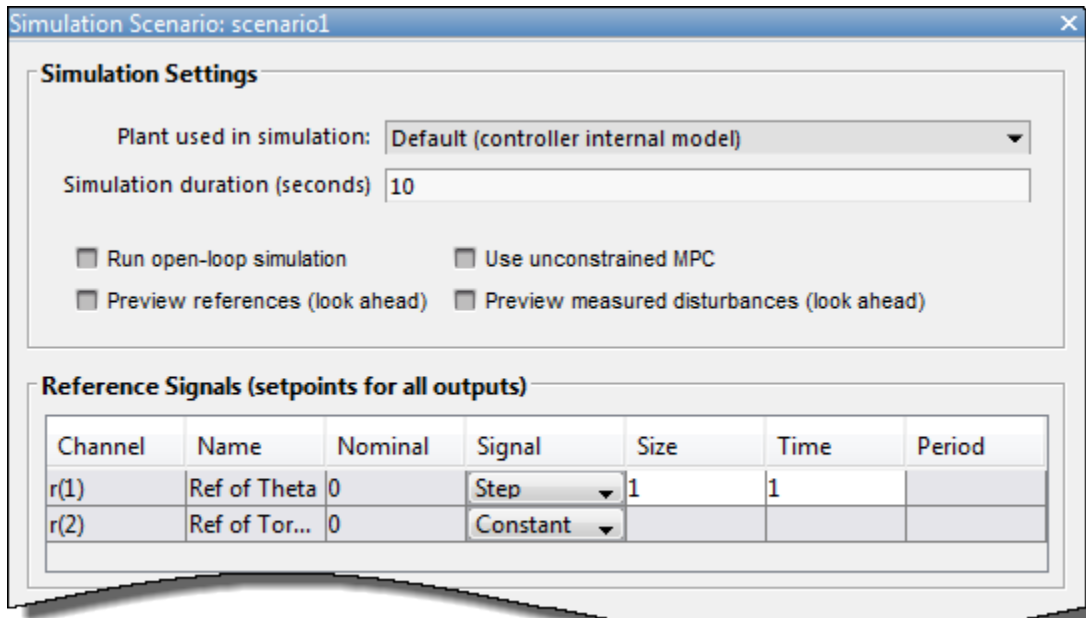 Simulation Scenario: scenario1
Simulation Settings
Plant used in simulation: Default (controller internal model)
Simulation duration (seconds) 10
Run open-loop simulation Use unconstrained MPC
Preview references (look ahead) Preview measured disturbances (look ahead)
Reference Signals (setpoints for all outputs)
Channel Name Nominal Signal Size Time Period
r(1) Ref of Theta 0 Step 1 1
r(2) Ref of Tor... 0 Constant